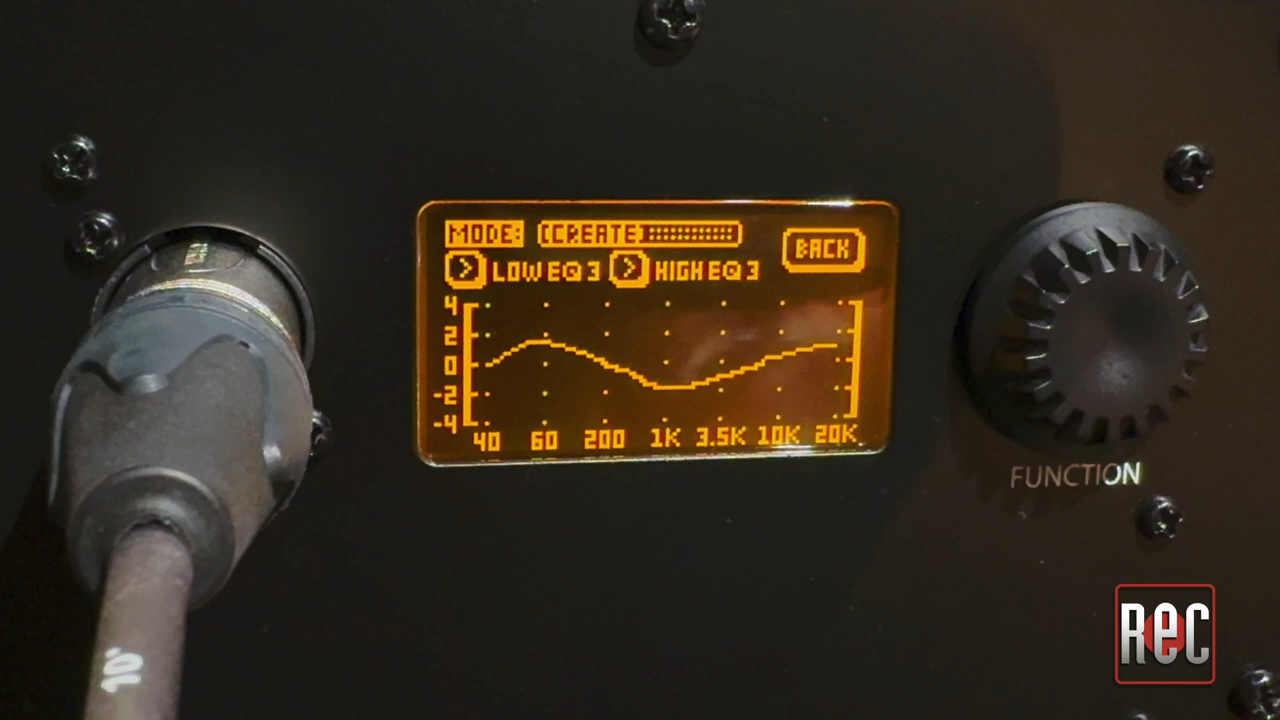 MODE: CREATE
BACK
LOW EQ 3 HIGH EQ 3
4
2
0
-2
-4
40 60 200 1K 3.5K 10K 20K
FUNCTION
10'
REC